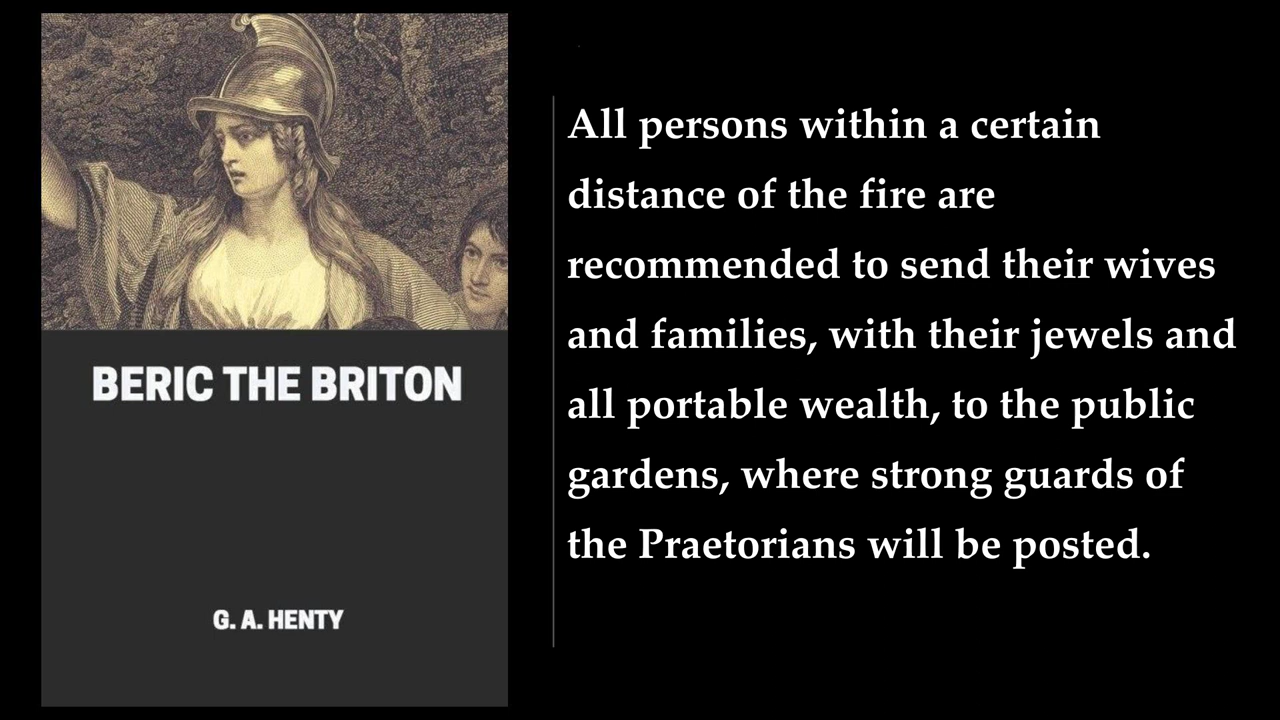 BERIC THE BRITON
G. A. HENTY
All persons within a certain
distance of the fire are
recommended to send their wives
and families, with their jewels and
all portable wealth, to the public
gardens, where strong guards of
the Praetorians will be posted.